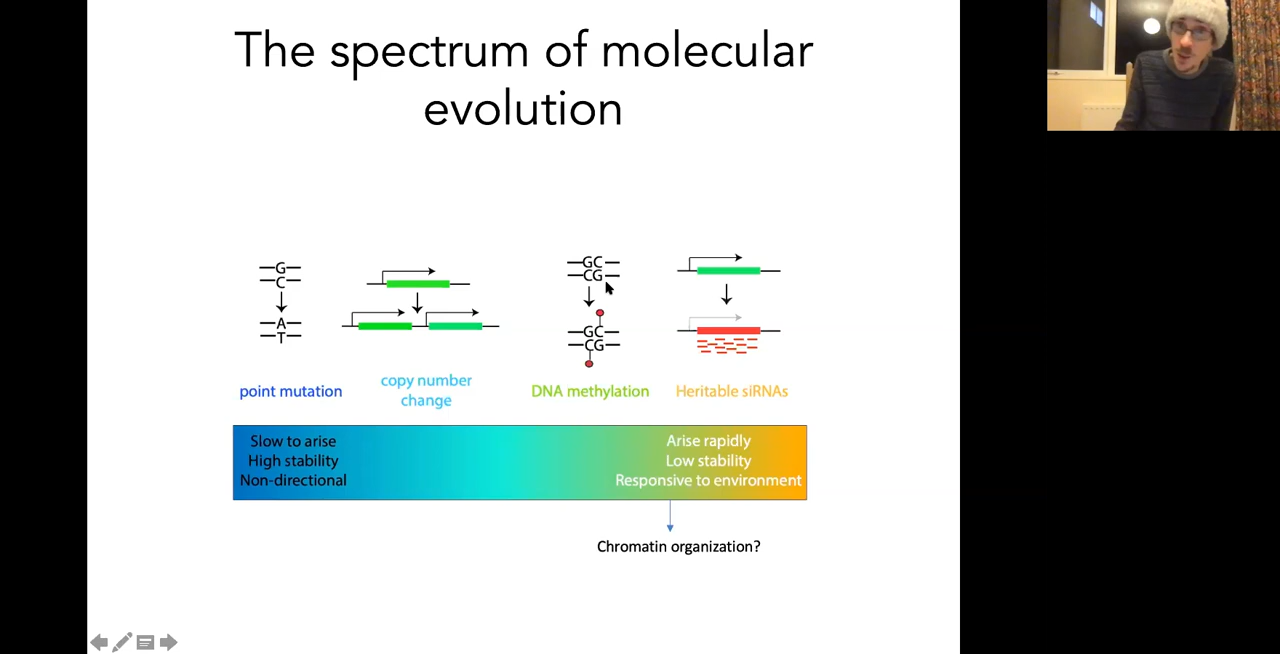 The spectrum of molecular
evolution
G
C
A
T
GC
CG
GC
CG
point mutation
copy number
change
DNA methylation
Heritable siRNAs
Slow to arise
High stability
Non-directional
Arise rapidly
Low stability
Responsive to environment
Chromatin organization?